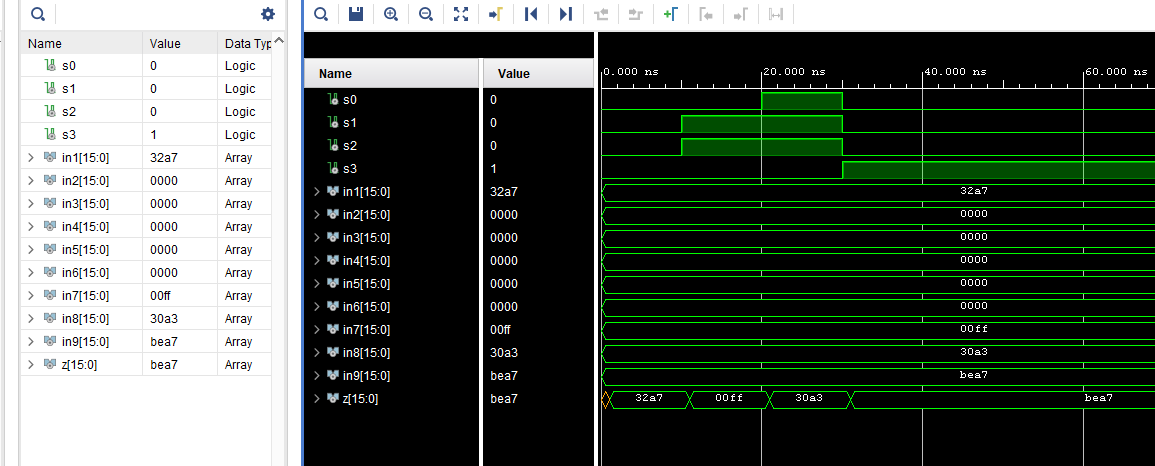 Name Value Data Typ
s0 0 Logic
s1 0 Logic
s2 0 Logic
s3 1 Logic
in1[15:0] 32a7 Array
in2[15:0] 0000 Array
in3[15:0] 0000 Array
in4[15:0] 0000 Array
in5[15:0] 0000 Array
in6[15:0] 0000 Array
in7[15:0] 00ff Array
in8[15:0] 30a3 Array
in9[15:0] bea7 Array
z[15:0] bea7 Array
Name Value
0.000 ns 20.000 ns 40.000 ns 60.000
s0 0
s1 0
s2 0
s3 1
in1[15:0] 32a7 32a7
in2[15:0] 0000 0000
in3[15:0] 0000 0000
in4[15:0] 0000 0000
in5[15:0] 0000 0000
in6[15:0] 0000 0000
in7[15:0] 00ff 00ff
in8[15:0] 30a3 30a3
in9[15:0] bea7 bea7
z[15:0] bea7 32a7 00ff 30a3 bea7